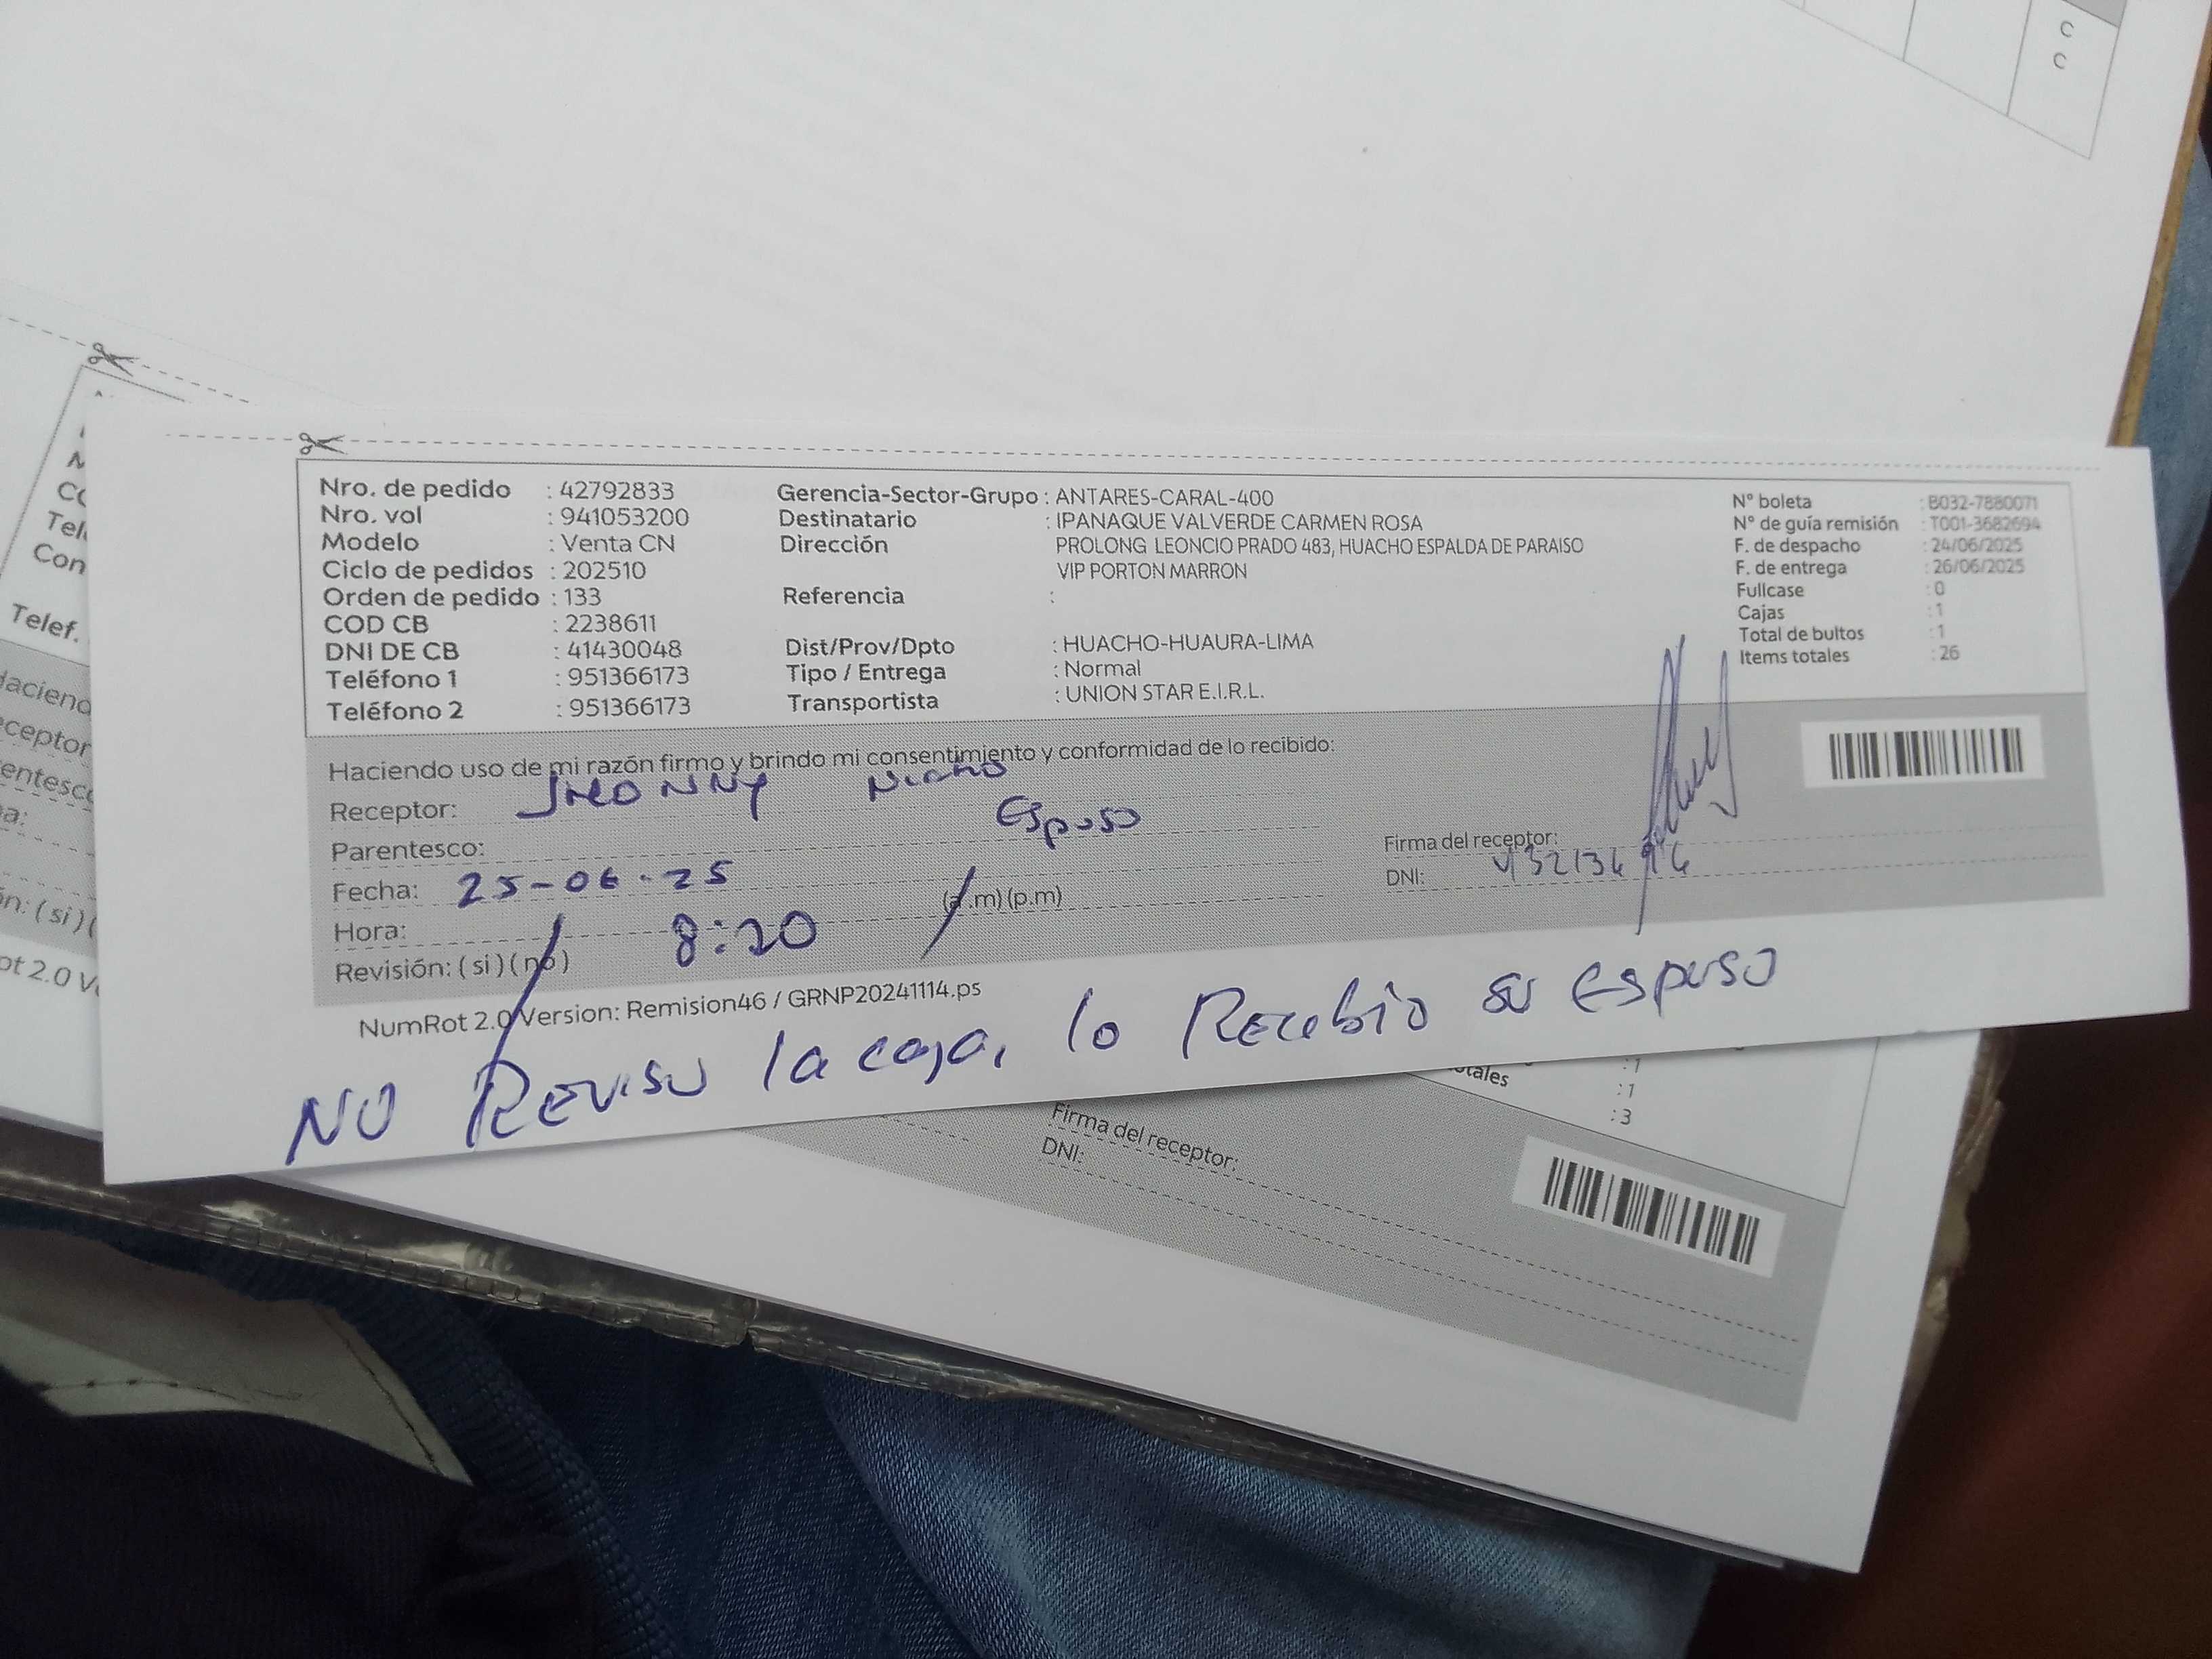 Nro. de pedido : 42792833
Nro. vol : 941053200
Modelo : Venta CN
Ciclo de pedidos : 202510
Orden de pedido : 133
COD CB : 2238611
DNI DE CB : 41430048
Teléfono 1 : 951366173
Teléfono 2 : 951366173
Gerencia-Sector-Grupo : ANTARES-CARAL-400
Destinatario : IPANAQUE VALVERDE CARMEN ROSA
Dirección PROLONG LEONCIO PRADO 483, HUACHO ESPALDA DE PARAISO
VIP PORTON MARRON
Referencia :
Dist/Prov/Dpto : HUACHO-HUAURA-LIMA
Tipo / Entrega : Normal
Transportista : UNION STAR E.I.R.L.
N° boleta : B032-7880071
N° de guía remisión : T001-3682694
F. de despacho : 24/06/2025
F. de entrega : 26/06/2025
Fullcase : 0
Cajas : 1
Total de bultos : 1
Items totales : 26
Haciendo uso de mi razón firmo y brindo mi consentimiento y conformidad de lo recibido:
Receptor: JHONNY
Parentesco: Esposo
Fecha: 25-06-25
Hora: 8:20 (a.m) (p.m)
Revisión: ( si ) ( no )
Firma del receptor:
DNI:
NumRot 2.0 Version: Remision46 / GRNP20241114.ps
NO REVISO la caja, lo RECIBIO su Esposo
: 1
: 1
: 3
Firma del receptor:
DNI:
Telef.
C
C